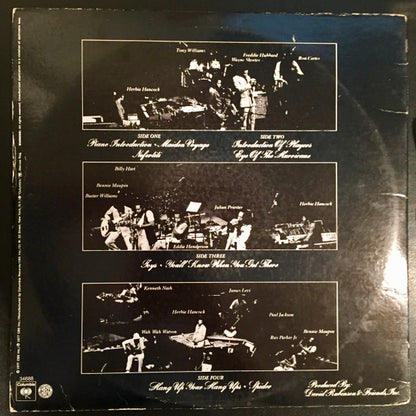 Tony Williams
Freddie Hubbard
Wayne Shorter
Ron Carter
Herbie Hancock
SIDE ONE
Piano Introduction • Maiden Voyage
Nefertiti
SIDE TWO
Introduction Of Players
Eye Of The Hurricane
Billy Hart
Bennie Maupin
Buster Williams
Julian Priester
Herbie Hancock
Eddie Henderson
SIDE THREE
Toys • You'll Know When You Get There
Kenneth Nash
James Levi
Herbie Hancock
Paul Jackson
Wah Wah Watson
Ray Parker Jr.
Bennie Maupin
SIDE FOUR
Hang Up Your Hang Ups • Spider
Produced By:
David Rubinson & Friends, Inc.
Columbia
34688